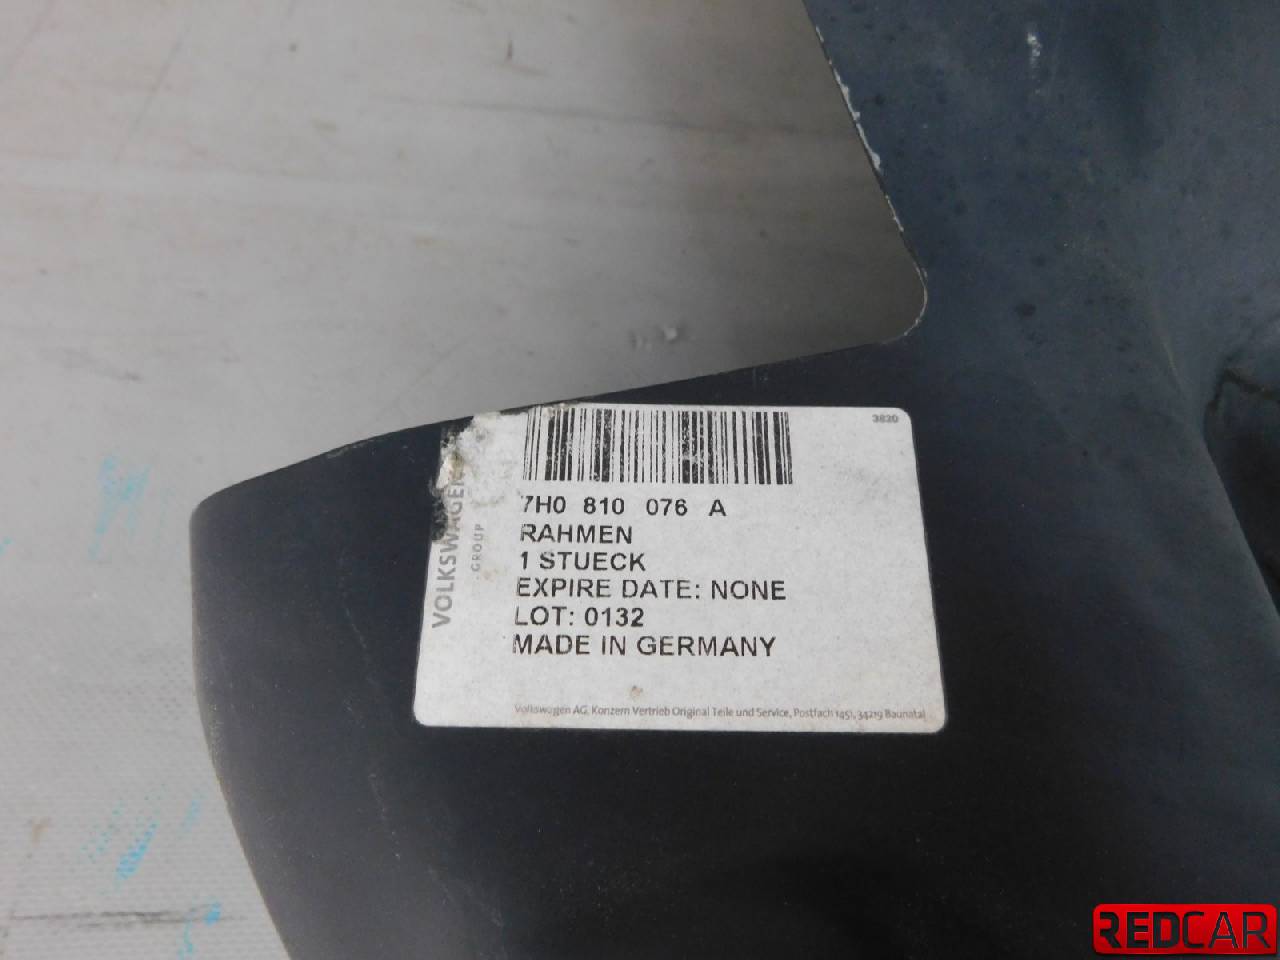 3820
7H0 810 076 A
RAHMEN
1 STUECK
EXPIRE DATE: NONE
LOT: 0132
MADE IN GERMANY
Volkswagen AG, Konzern Vertrieb Original Teile und Service, Postfach 1451, 34219 Baunatal
VOLKSWAGEN
GROUP
REDCAR